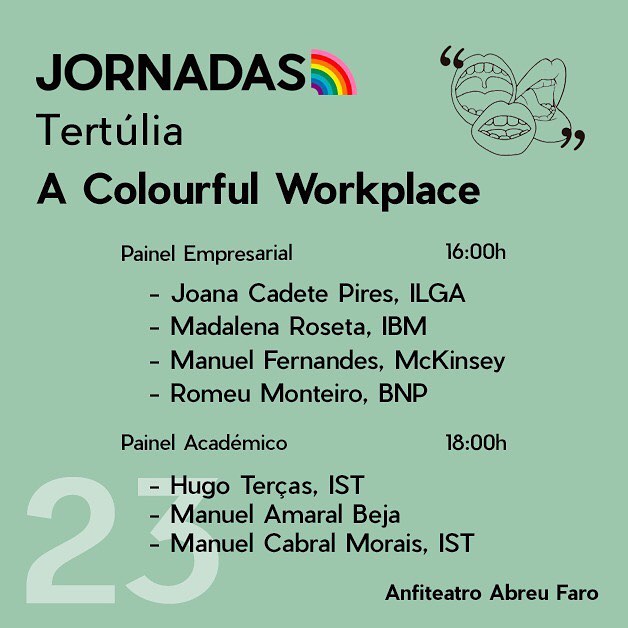 JORNADAS
Tertúlia
A Colourful Workplace
Painel Empresarial 16:00h
- Joana Cadete Pires, ILGA
- Madalena Roseta, IBM
- Manuel Fernandes, McKinsey
- Romeu Monteiro, BNP
Painel Académico 18:00h
- Hugo Terças, IST
- Manuel Amaral Beja
- Manuel Cabral Morais, IST
23
Anfiteatro Abreu Faro